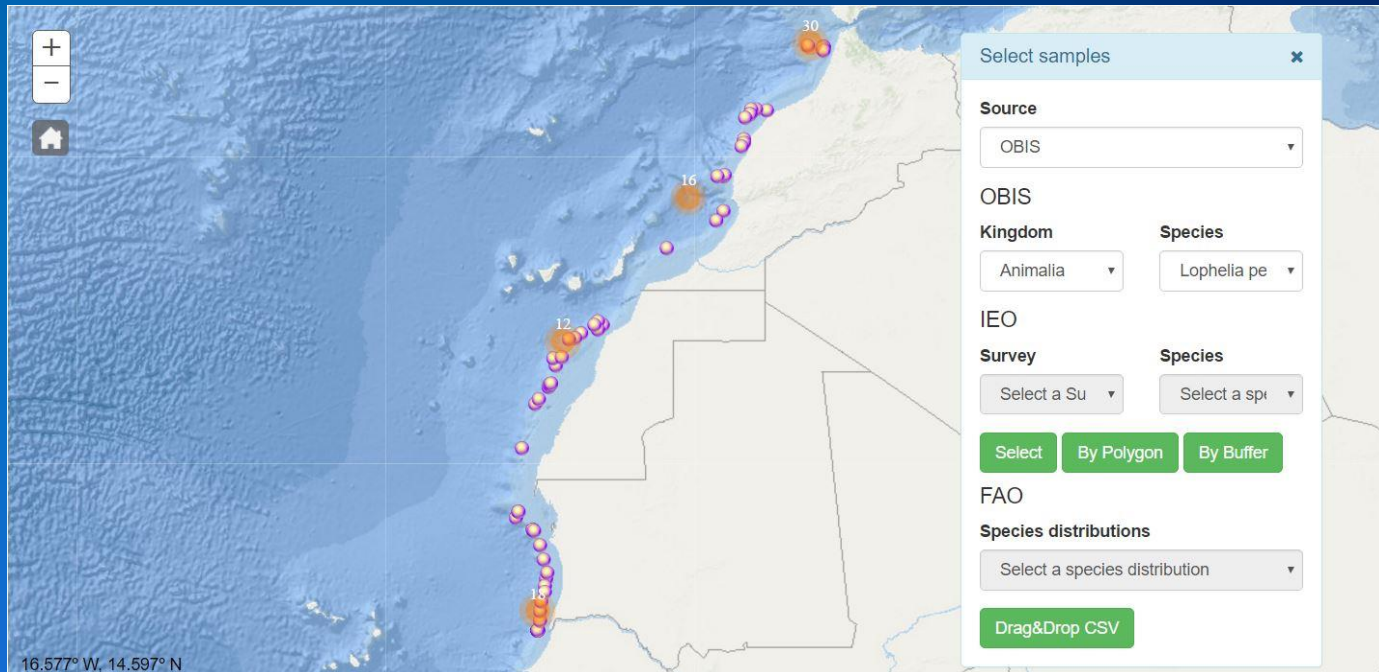 +
−
30
16
12
Select samples ×
Source
OBIS
OBIS
Kingdom Species
Animalia Lophelia pe
IEO
Survey Species
Select a Su Select a spe
Select By Polygon By Buffer
FAO
Species distributions
Select a species distribution
Drag&Drop CSV
16.577° W, 14.597° N